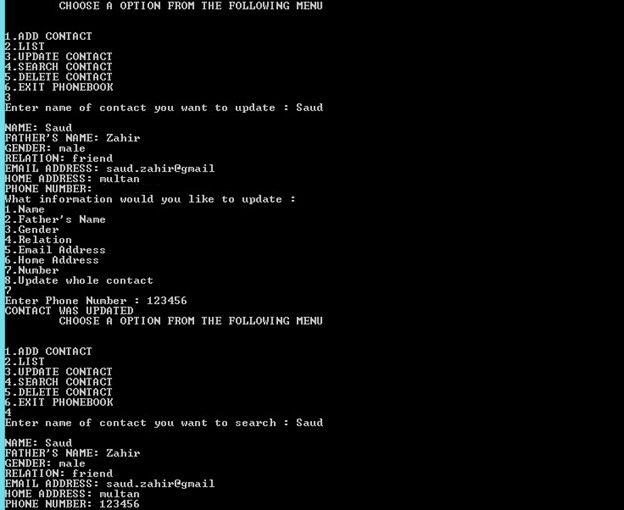 CHOOSE A OPTION FROM THE FOLLOWING MENU
1.ADD CONTACT
2.LIST
3.UPDATE CONTACT
4.SEARCH CONTACT
5.DELETE CONTACT
6.EXIT PHONEBOOK
3
Enter name of contact you want to update : Saud
NAME: Saud
FATHER'S NAME: Zahir
GENDER: male
RELATION: friend
EMAIL ADDRESS: saud.zahir@gmail
HOME ADDRESS: multan
PHONE NUMBER:
What information would you like to update :
1.Name
2.Father's Name
3.Gender
4.Relation
5.Email Address
6.Home Address
7.Number
8.Update whole contact
7
Enter Phone Number : 123456
CONTACT WAS UPDATED
CHOOSE A OPTION FROM THE FOLLOWING MENU
1.ADD CONTACT
2.LIST
3.UPDATE CONTACT
4.SEARCH CONTACT
5.DELETE CONTACT
6.EXIT PHONEBOOK
4
Enter name of contact you want to search : Saud
NAME: Saud
FATHER'S NAME: Zahir
GENDER: male
RELATION: friend
EMAIL ADDRESS: saud.zahir@gmail
HOME ADDRESS: multan
PHONE NUMBER: 123456